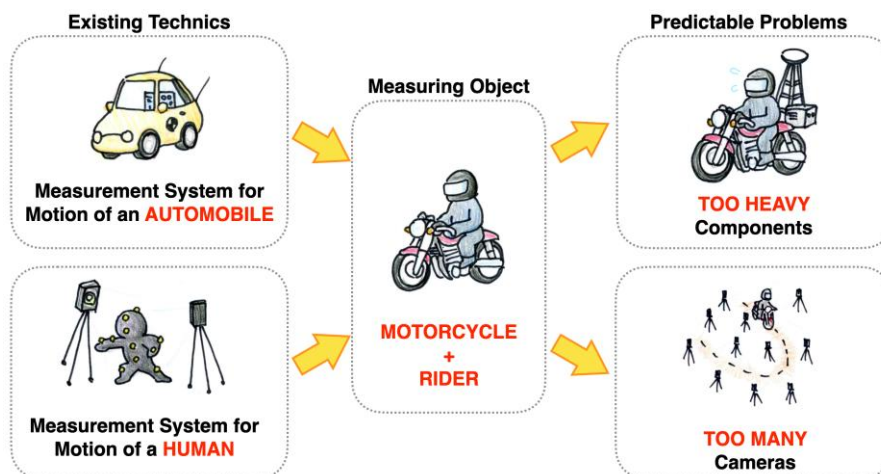 Existing Technics
Measurement System for
Motion of an AUTOMOBILE
Measurement System for
Motion of a HUMAN
Measuring Object
MOTORCYCLE
+
RIDER
Predictable Problems
TOO HEAVY
Components
TOO MANY
Cameras